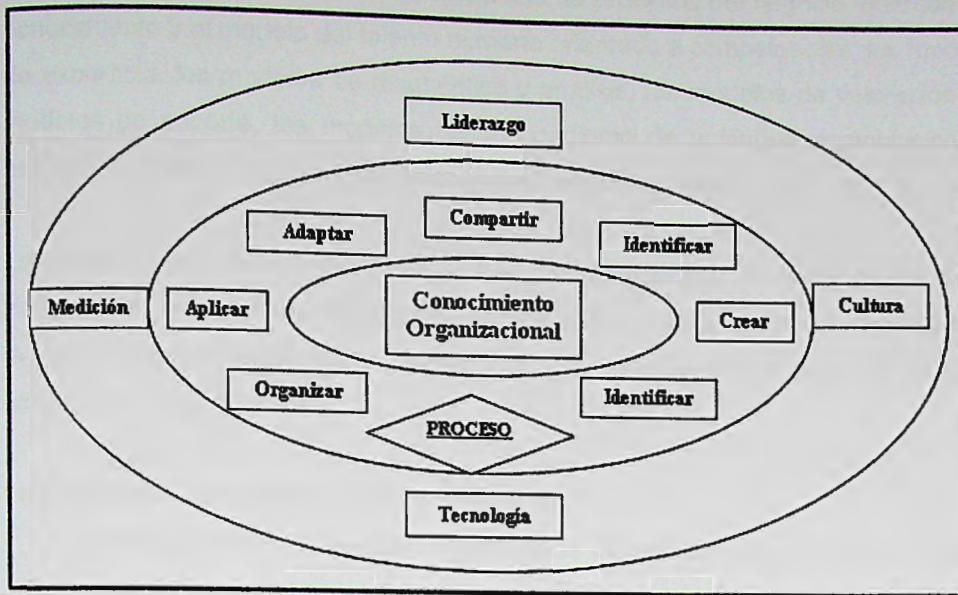 Liderazgo
Compartir
Adaptar
Identificar
Medición
Aplicar
Conocimiento
Organizacional
Crear
Cultura
Organizar
Identificar
PROCESO
Tecnología